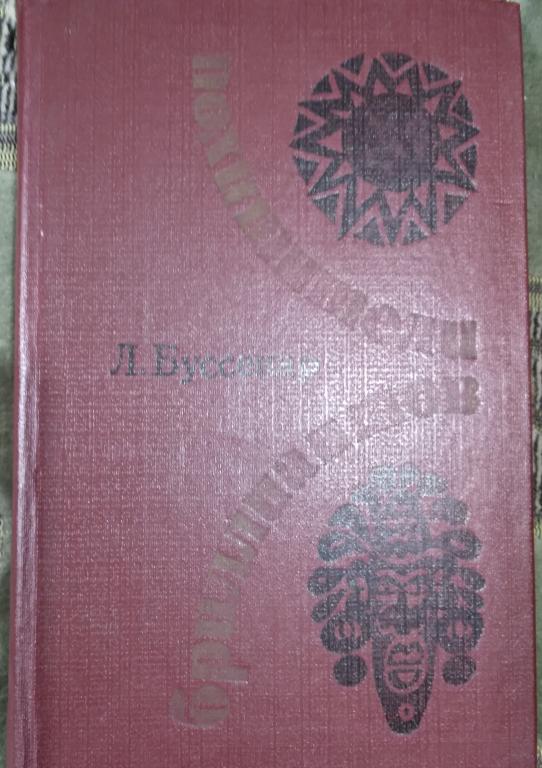 похитители
Л. Буссенар
бриллиантов